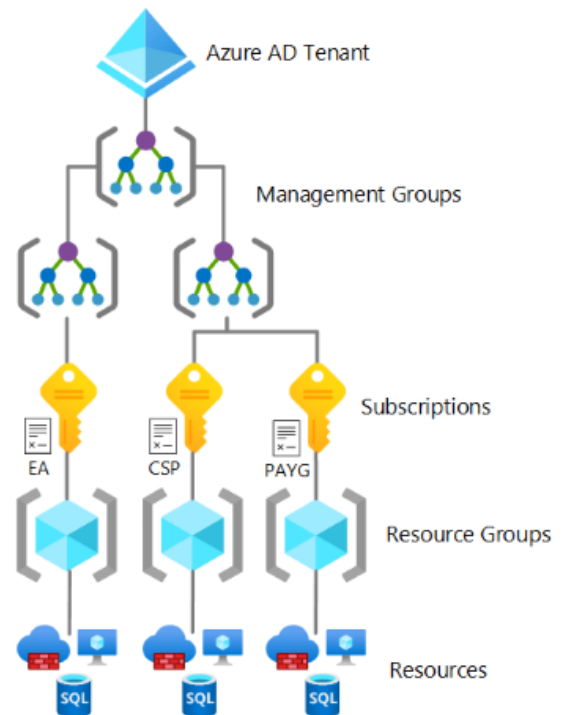 Azure AD Tenant
Management Groups
Subscriptions
EA
CSP
PAYG
Resource Groups
Resources
SQL
SQL
SQL